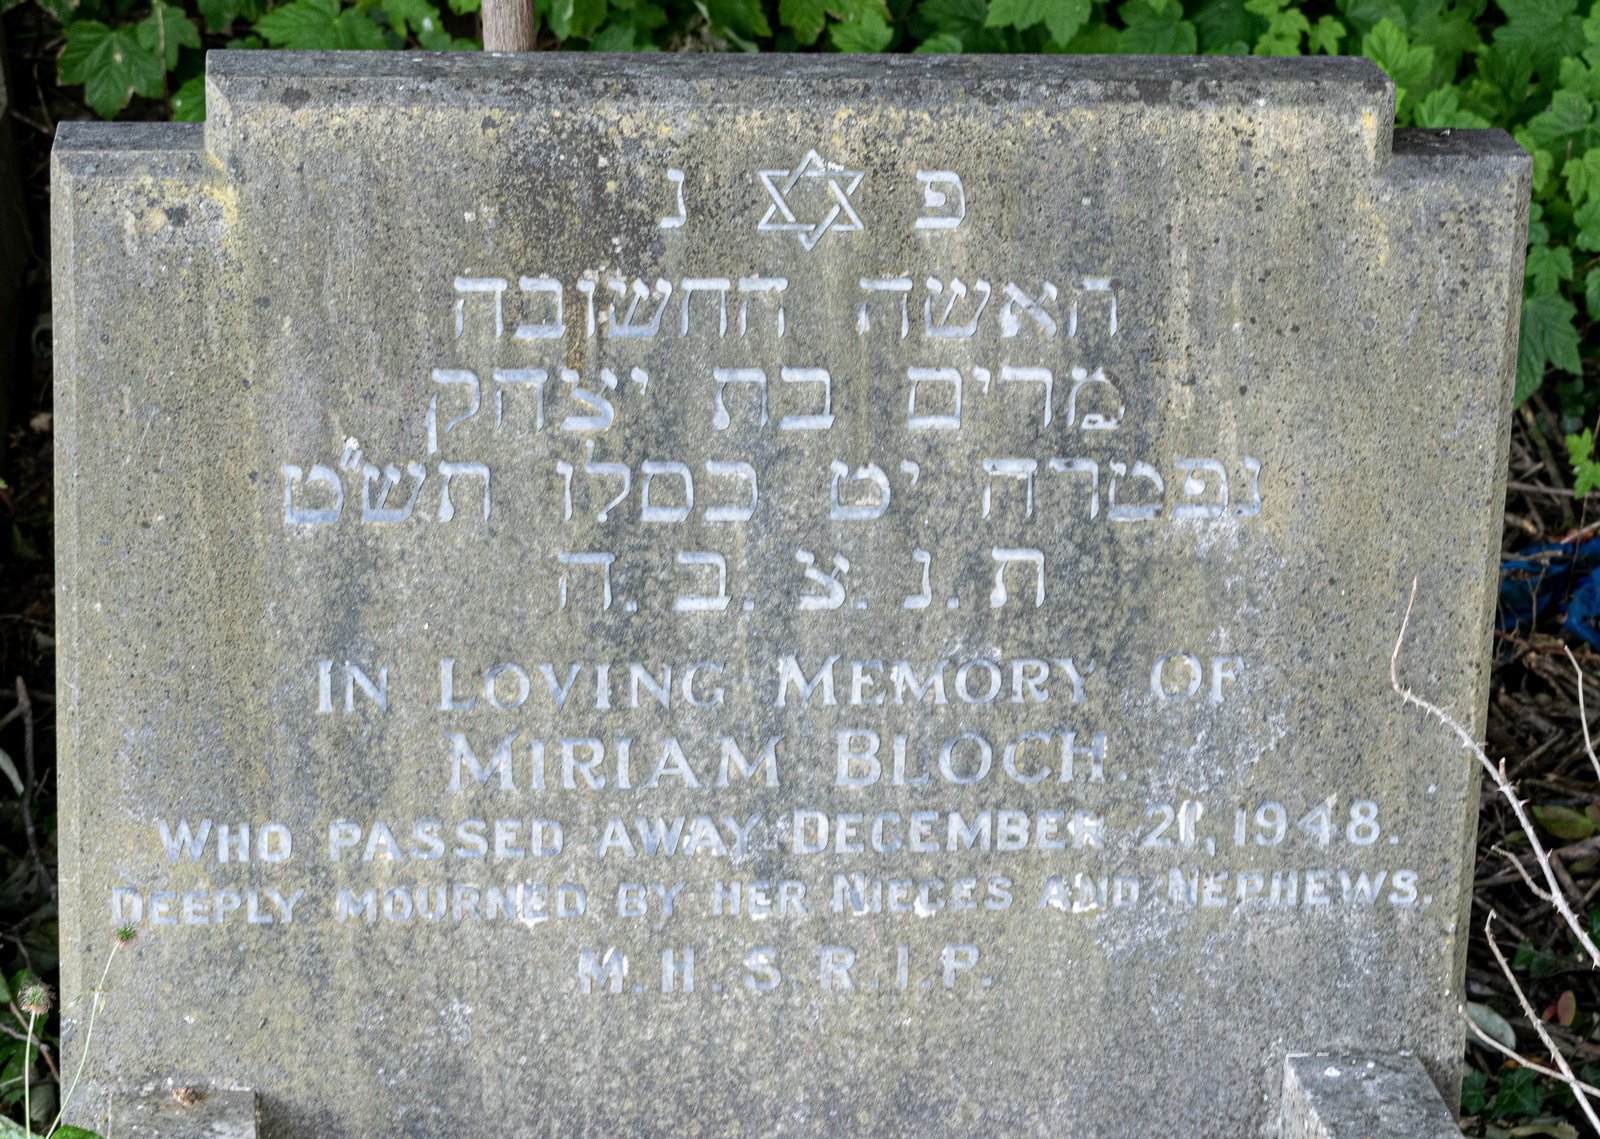 פ נ
האשה החשובה
מרים בת יצחק
נפטרה יט כסלו תש"ט
ת.נ.צ.ב.ה
IN LOVING MEMORY OF
MIRIAM BLOCH.
WHO PASSED AWAY DECEMBER 21, 1948.
DEEPLY MOURNED BY HER NIECES AND NEPHEWS.
M.H.S.R.I.P.